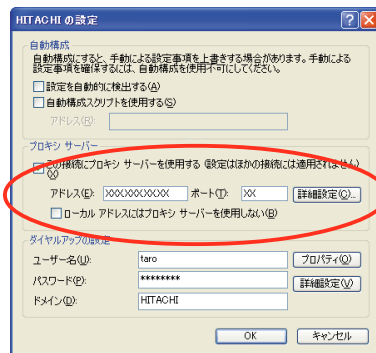 HITACHI の設定
自動構成
自動構成にすると、手動による設定事項を上書きする場合があります。手動による
設定事項を確保するには、自動構成を使用不可にしてください。
設定を自動的に検出する(A)
自動構成スクリプトを使用する(S)
アドレス(R):
プロキシ サーバー
この接続にプロキシ サーバーを使用する (設定はほかの接続には適用されません)
(X)
アドレス(E): XXX.XXX.XX.XX ポート(T): XX 詳細設定(C)...
ローカル アドレスにはプロキシ サーバーを使用しない(B)
ダイヤルアップの設定
ユーザー名(U): taro プロパティ(O)
パスワード(P): ******** 詳細設定(V)
ドメイン(D): HITACHI
OK キャンセル